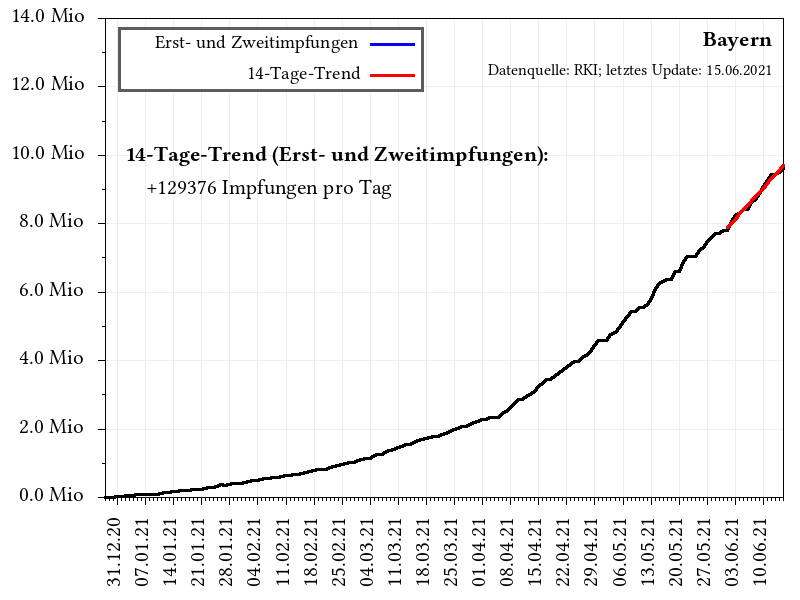 14.0 Mio
12.0 Mio
10.0 Mio
8.0 Mio
6.0 Mio
4.0 Mio
2.0 Mio
0.0 Mio
Erst- und Zweitimpfungen
14-Tage-Trend
Bayern
Datenquelle: RKI; letztes Update: 15.06.2021
14-Tage-Trend (Erst- und Zweitimpfungen):
+129376 Impfungen pro Tag
31.12.20
07.01.21
14.01.21
21.01.21
28.01.21
04.02.21
11.02.21
18.02.21
25.02.21
04.03.21
11.03.21
18.03.21
25.03.21
01.04.21
08.04.21
15.04.21
22.04.21
29.04.21
06.05.21
13.05.21
20.05.21
27.05.21
03.06.21
10.06.21